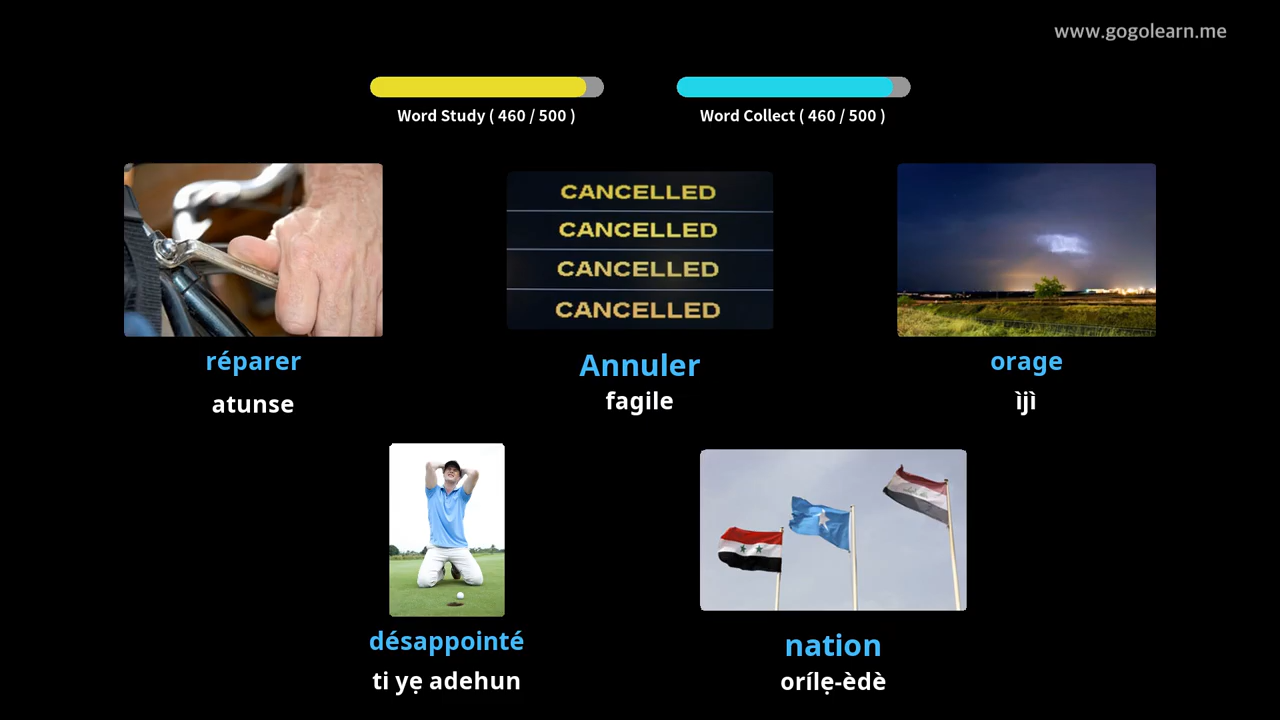 www.gogolearn.me
Word Study ( 460 / 500 )
Word Collect ( 460 / 500 )
CANCELLED
CANCELLED
CANCELLED
CANCELLED
réparer
atunse
Annuler
fagile
orage
ìjì
désappointé
ti yẹ adehun
nation
orílẹ-èdè